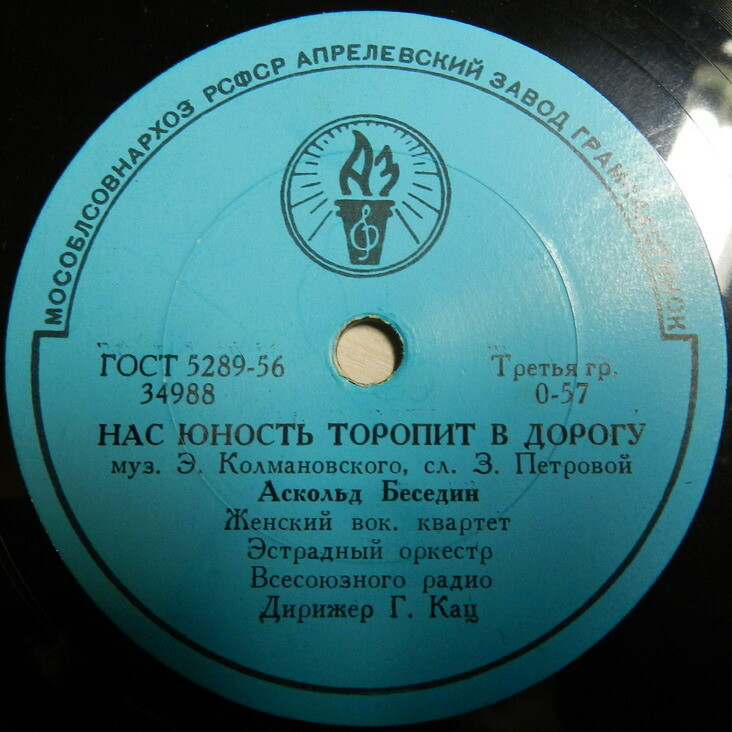 МОСОБЛСОВНАРХОЗ РСФСР АПРЕЛЕВСКИЙ ЗАВОД ГРАМПЛАСТИНОК
АЗ
ГОСТ 5289-56
34988
Третья гр.
0-57
НАС ЮНОСТЬ ТОРОПИТ В ДОРОГУ
муз. Э. Колмановского, сл. З. Петровой
Аскольд Беседин
Женский вок. квартет
Эстрадный оркестр
Всесоюзного радио
Дирижер Г. Кац